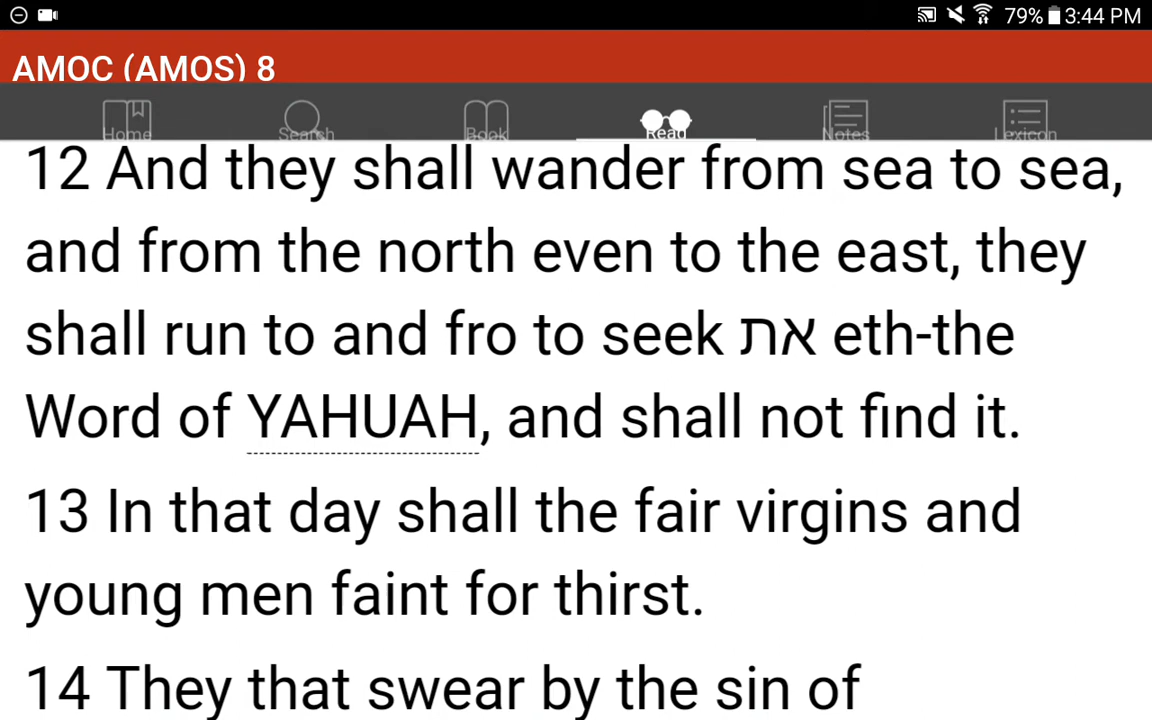 79% 3:44 PM
AMOC (AMOS) 8
Home Search Book Read Notes Lexicon
12 And they shall wander from sea to sea,
and from the north even to the east, they
shall run to and fro to seek את eth-the
Word of YAHUAH, and shall not find it.
13 In that day shall the fair virgins and
young men faint for thirst.
14 They that swear by the sin of